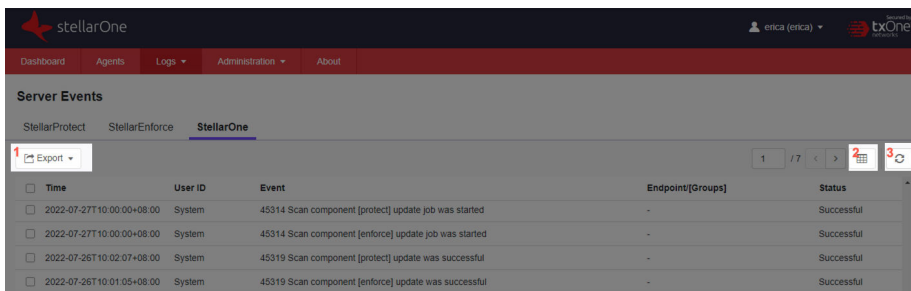 stellarOne
erica (erica)
Secured by
txOne
networks
Dashboard Agents Logs Administration About
Server Events
StellarProtect StellarEnforce StellarOne
1 Export 1 / 7 < > 2 3
Time User ID Event Endpoint/[Groups] Status
2022-07-27T10:00:00+08:00 System 45314 Scan component [protect] update job was started - Successful
2022-07-27T10:00:00+08:00 System 45314 Scan component [enforce] update job was started - Successful
2022-07-26T10:02:07+08:00 System 45319 Scan component [protect] update was successful - Successful
2022-07-26T10:01:05+08:00 System 45319 Scan component [enforce] update was successful - Successful